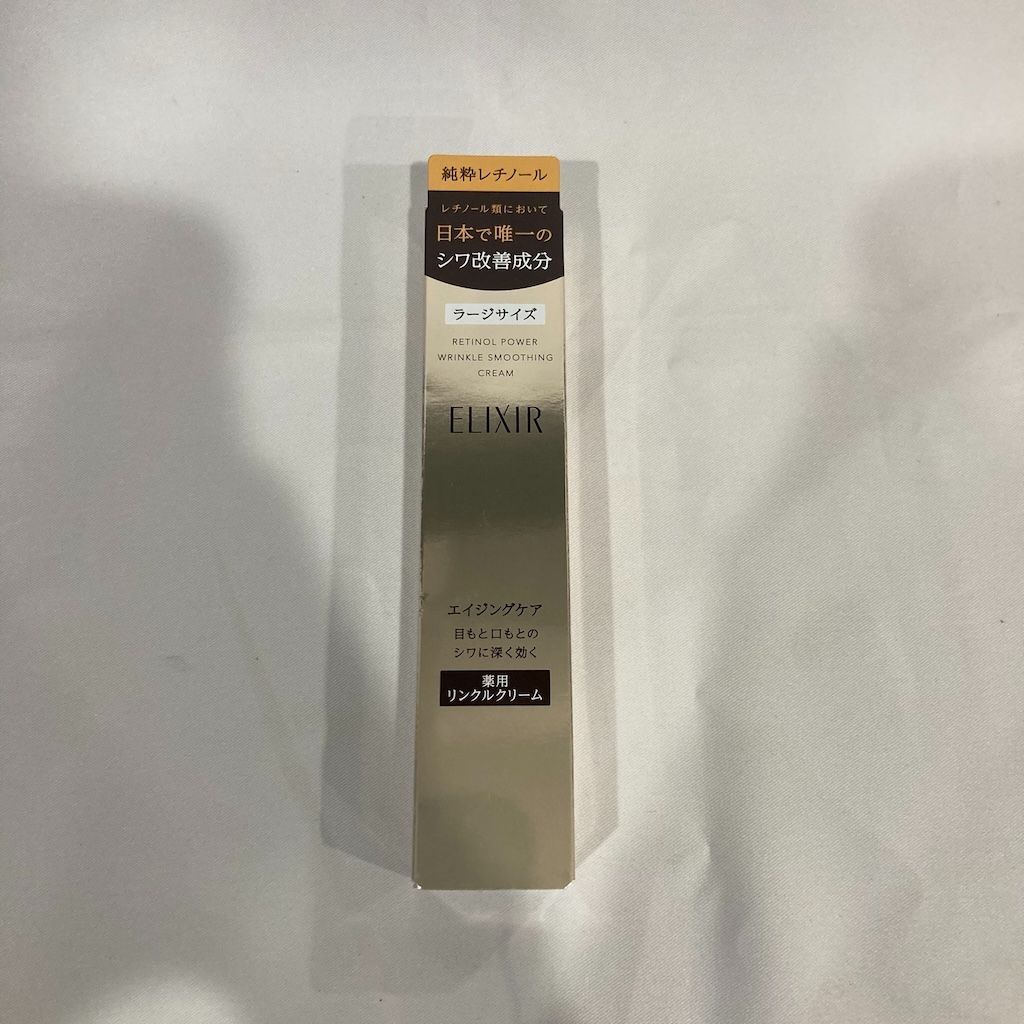 純粋レチノール
レチノール類において
日本で唯一の
シワ改善成分
ラージサイズ
RETINOL POWER
WRINKLE SMOOTHING
CREAM
ELIXIR
エイジングケア
目もと口もとの
シワに深く効く
薬用
リンクルクリーム